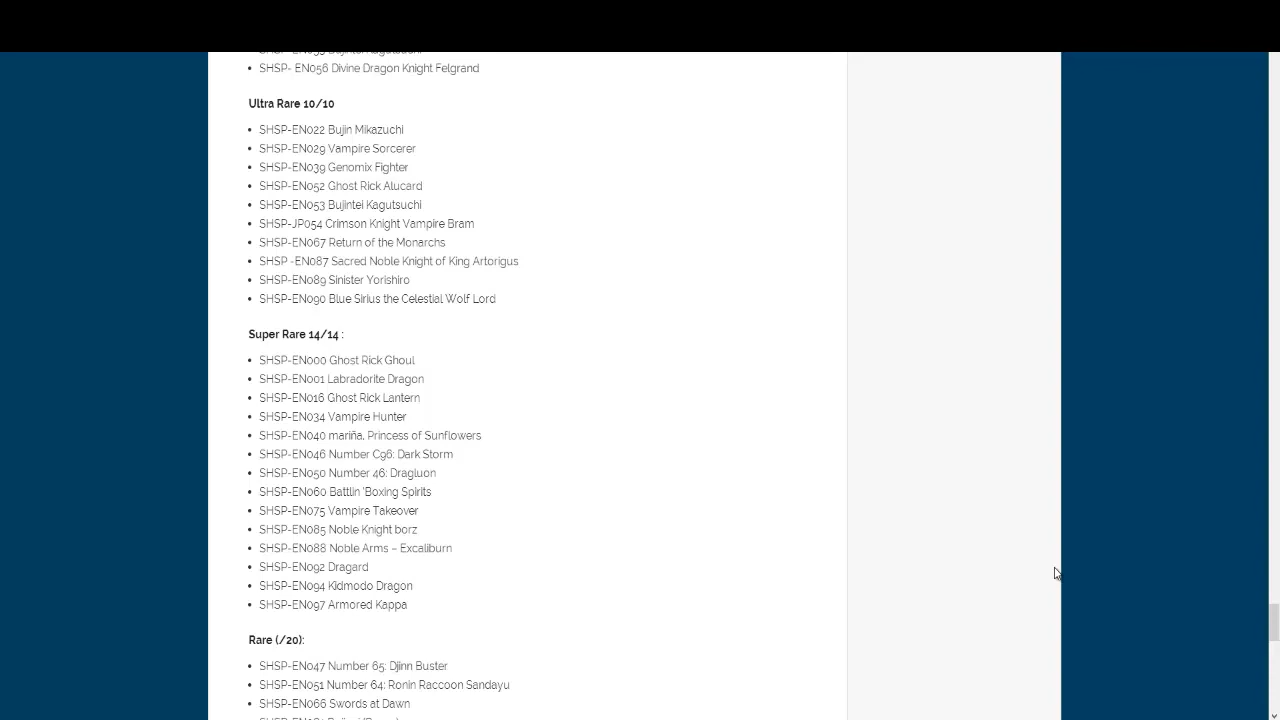 SHSP- EN056 Divine Dragon Knight Felgrand
Ultra Rare 10/10
SHSP-EN022 Bujin Mikazuchi
SHSP-EN029 Vampire Sorcerer
SHSP-EN039 Genomix Fighter
SHSP-EN052 Ghost Rick Alucard
SHSP-EN053 Bujintei Kagutsuchi
SHSP-JP054 Crimson Knight Vampire Bram
SHSP-EN067 Return of the Monarchs
SHSP -EN087 Sacred Noble Knight of King Artorigus
SHSP-EN089 Sinister Yorishiro
SHSP-EN090 Blue Sirius the Celestial Wolf Lord
Super Rare 14/14 :
SHSP-EN000 Ghost Rick Ghoul
SHSP-EN001 Labradorite Dragon
SHSP-EN016 Ghost Rick Lantern
SHSP-EN034 Vampire Hunter
SHSP-EN040 mariña, Princess of Sunflowers
SHSP-EN046 Number C96: Dark Storm
SHSP-EN050 Number 46: Dragluon
SHSP-EN060 Battlin 'Boxing Spirits
SHSP-EN075 Vampire Takeover
SHSP-EN085 Noble Knight borz
SHSP-EN088 Noble Arms – Excaliburn
SHSP-EN092 Dragard
SHSP-EN094 Kidmodo Dragon
SHSP-EN097 Armored Kappa
Rare (/20):
SHSP-EN047 Number 65: Djinn Buster
SHSP-EN051 Number 64: Ronin Raccoon Sandayu
SHSP-EN066 Swords at Dawn